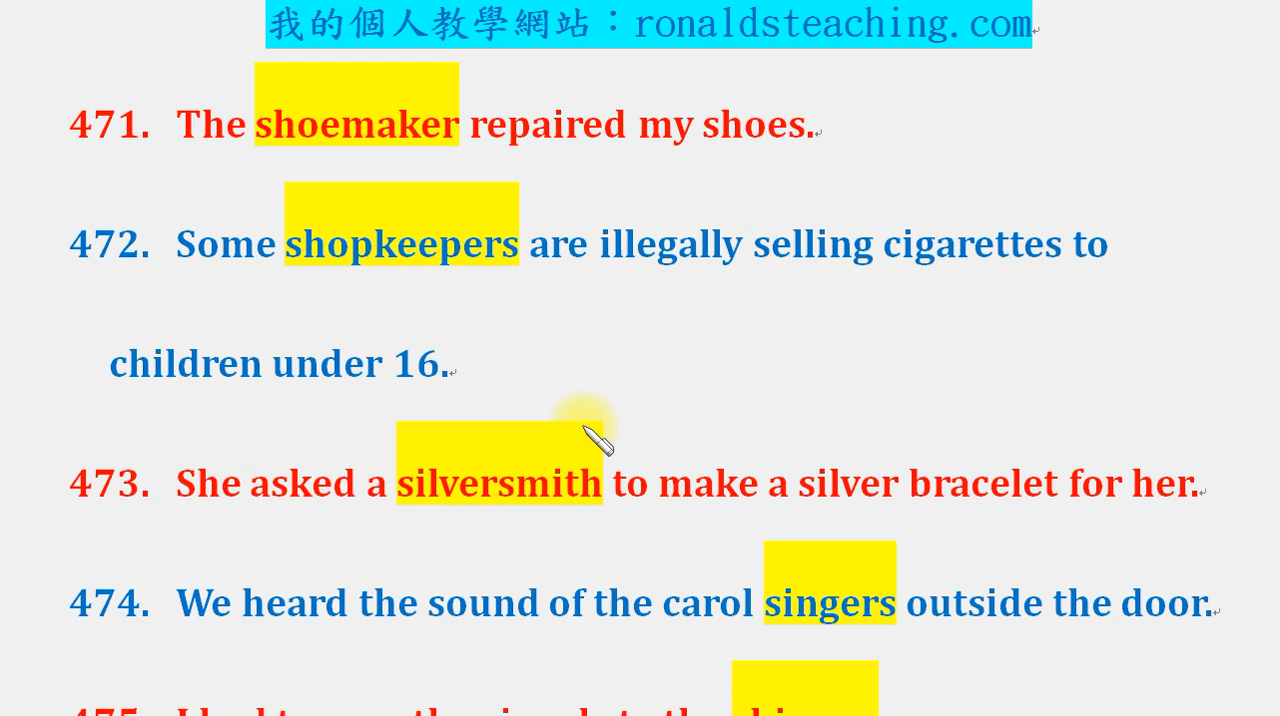 我的個人教學網站：ronaldsteaching.com
471. The shoemaker repaired my shoes.
472. Some shopkeepers are illegally selling cigarettes to
children under 16.
473. She asked a silversmith to make a silver bracelet for her.
474. We heard the sound of the carol singers outside the door.
475. I